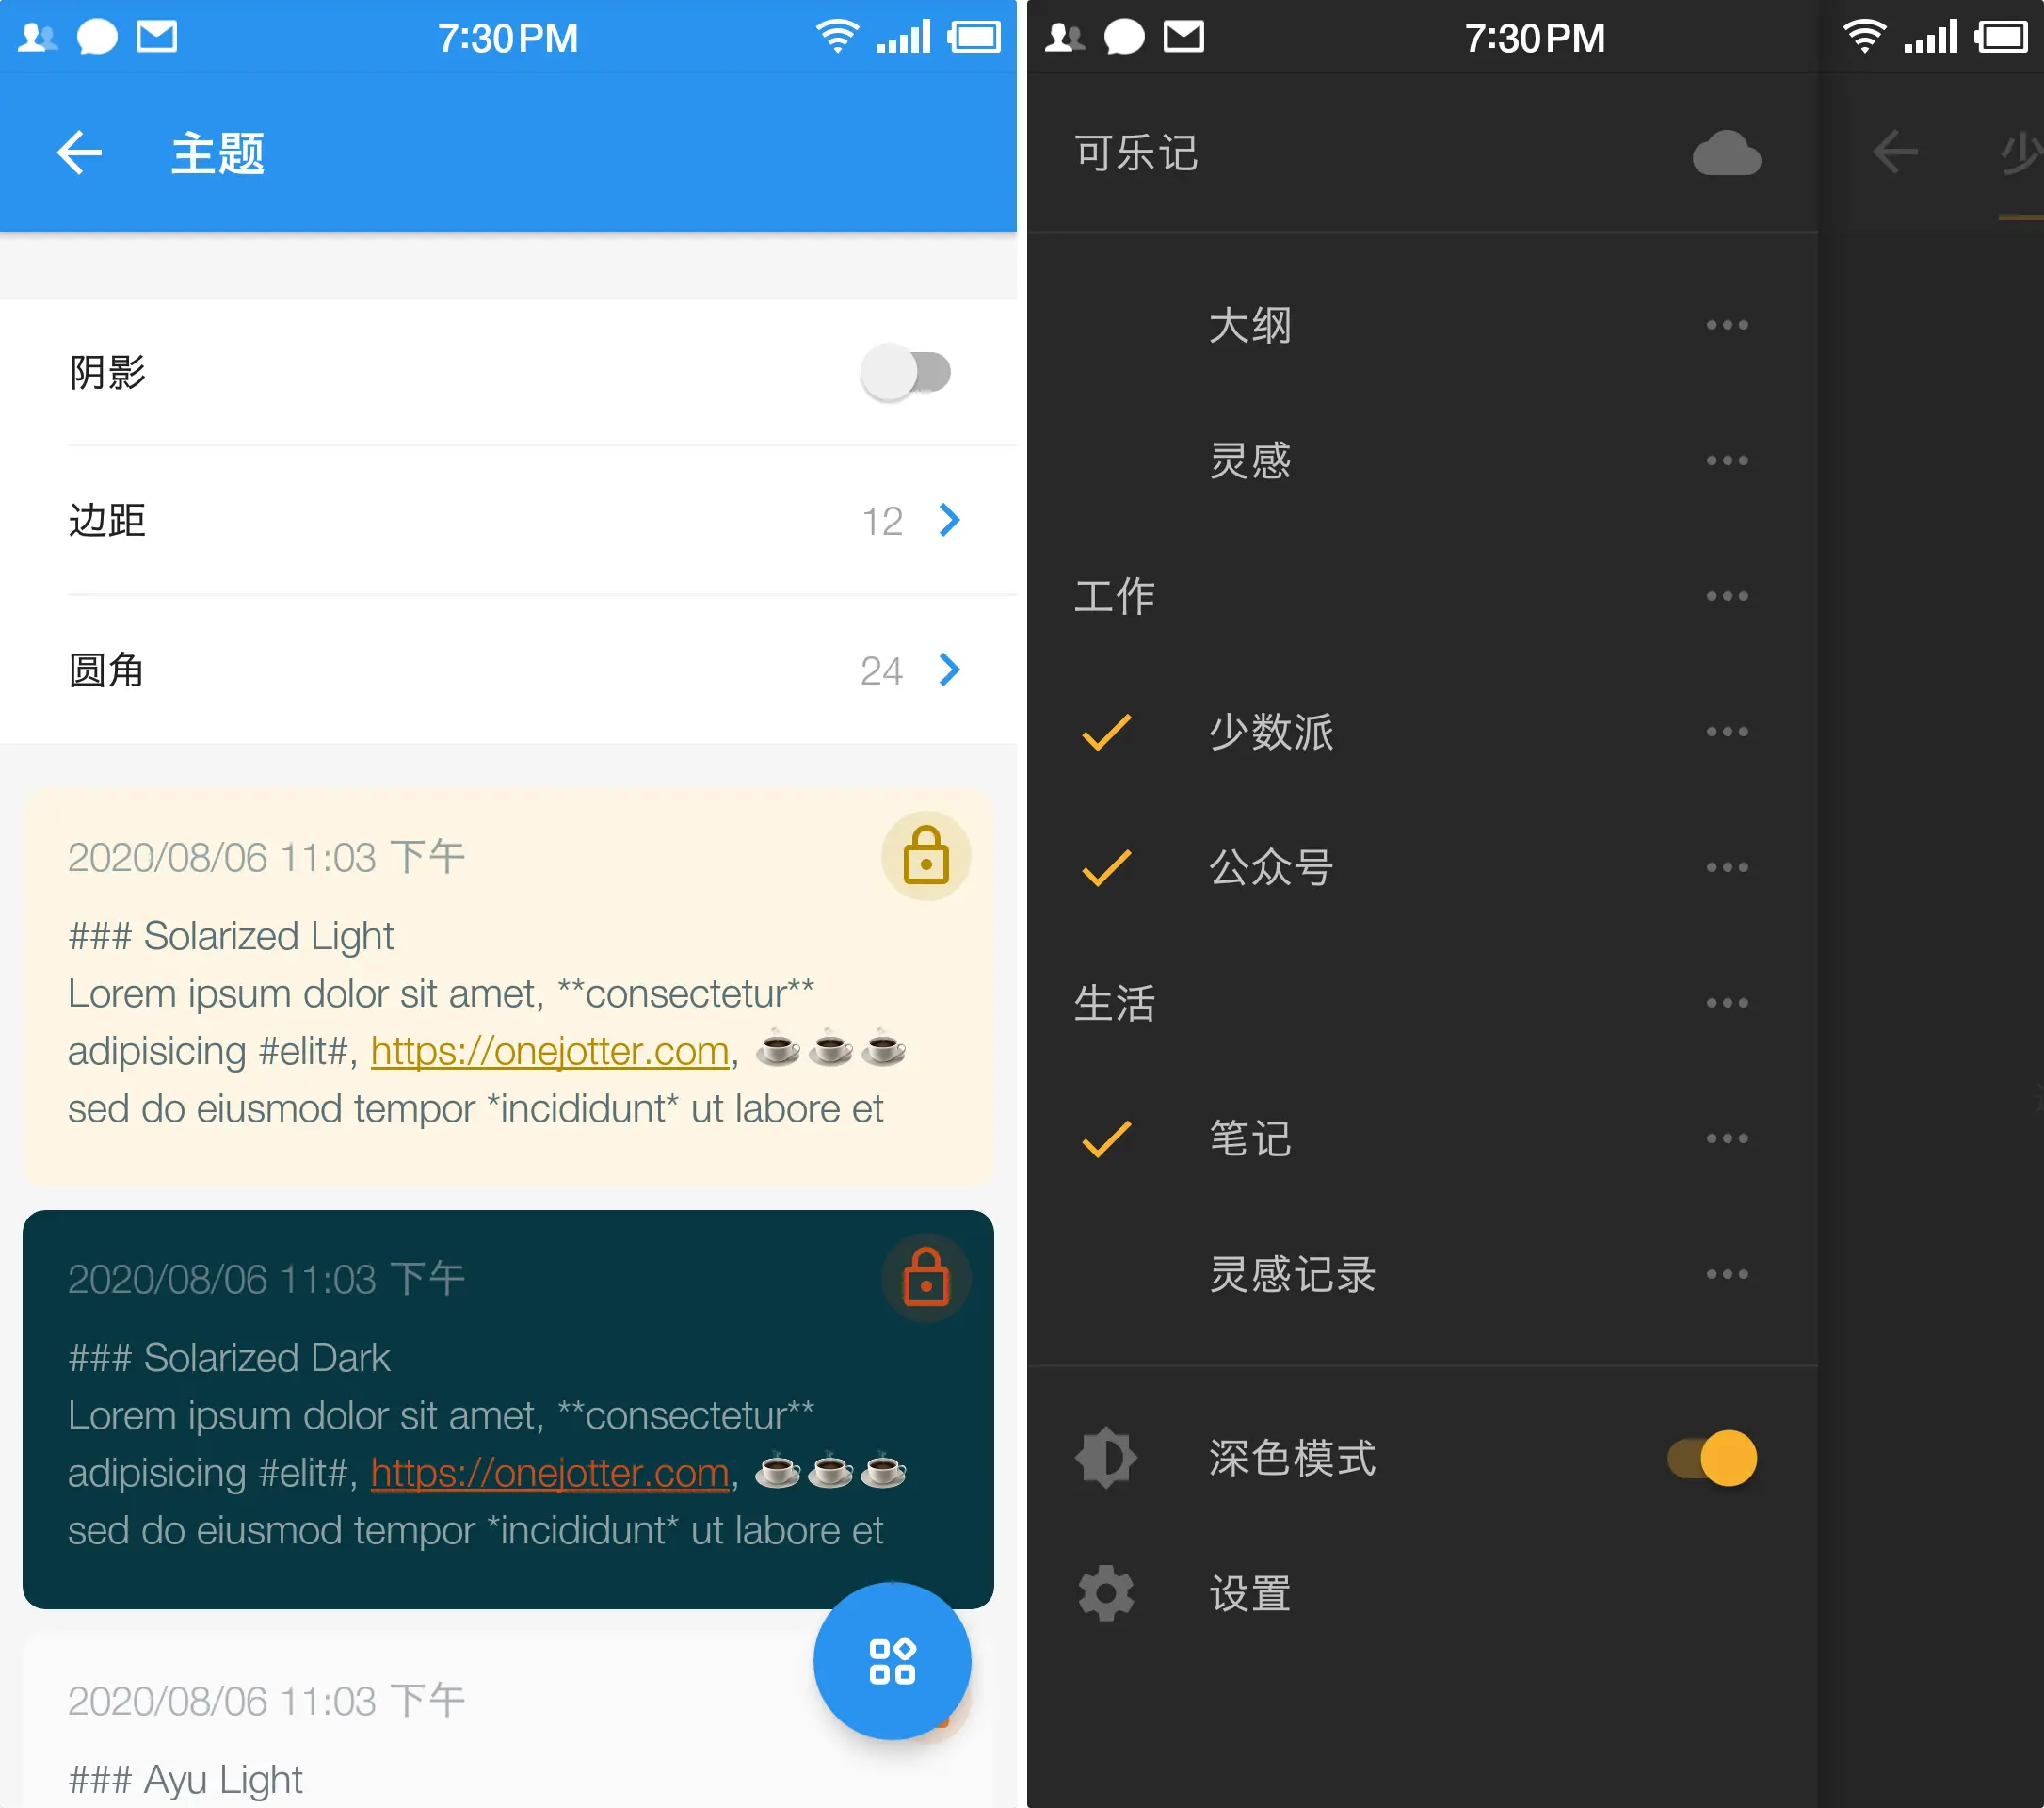 7:30 PM
主题
阴影
边距 12
圆角 24
2020/08/06 11:03 下午
### Solarized Light
Lorem ipsum dolor sit amet, **consectetur**
adipisicing #elit#, https://onejotter.com, ☕☕☕
sed do eiusmod tempor *incididunt* ut labore et
2020/08/06 11:03 下午
### Solarized Dark
Lorem ipsum dolor sit amet, **consectetur**
adipisicing #elit#, https://onejotter.com, ☕☕☕
sed do eiusmod tempor *incididunt* ut labore et
2020/08/06 11:03 下午
### Ayu Light
7:30 PM
可乐记
少
大纲
灵感
工作
少数派
公众号
生活
笔记
灵感记录
深色模式
设置